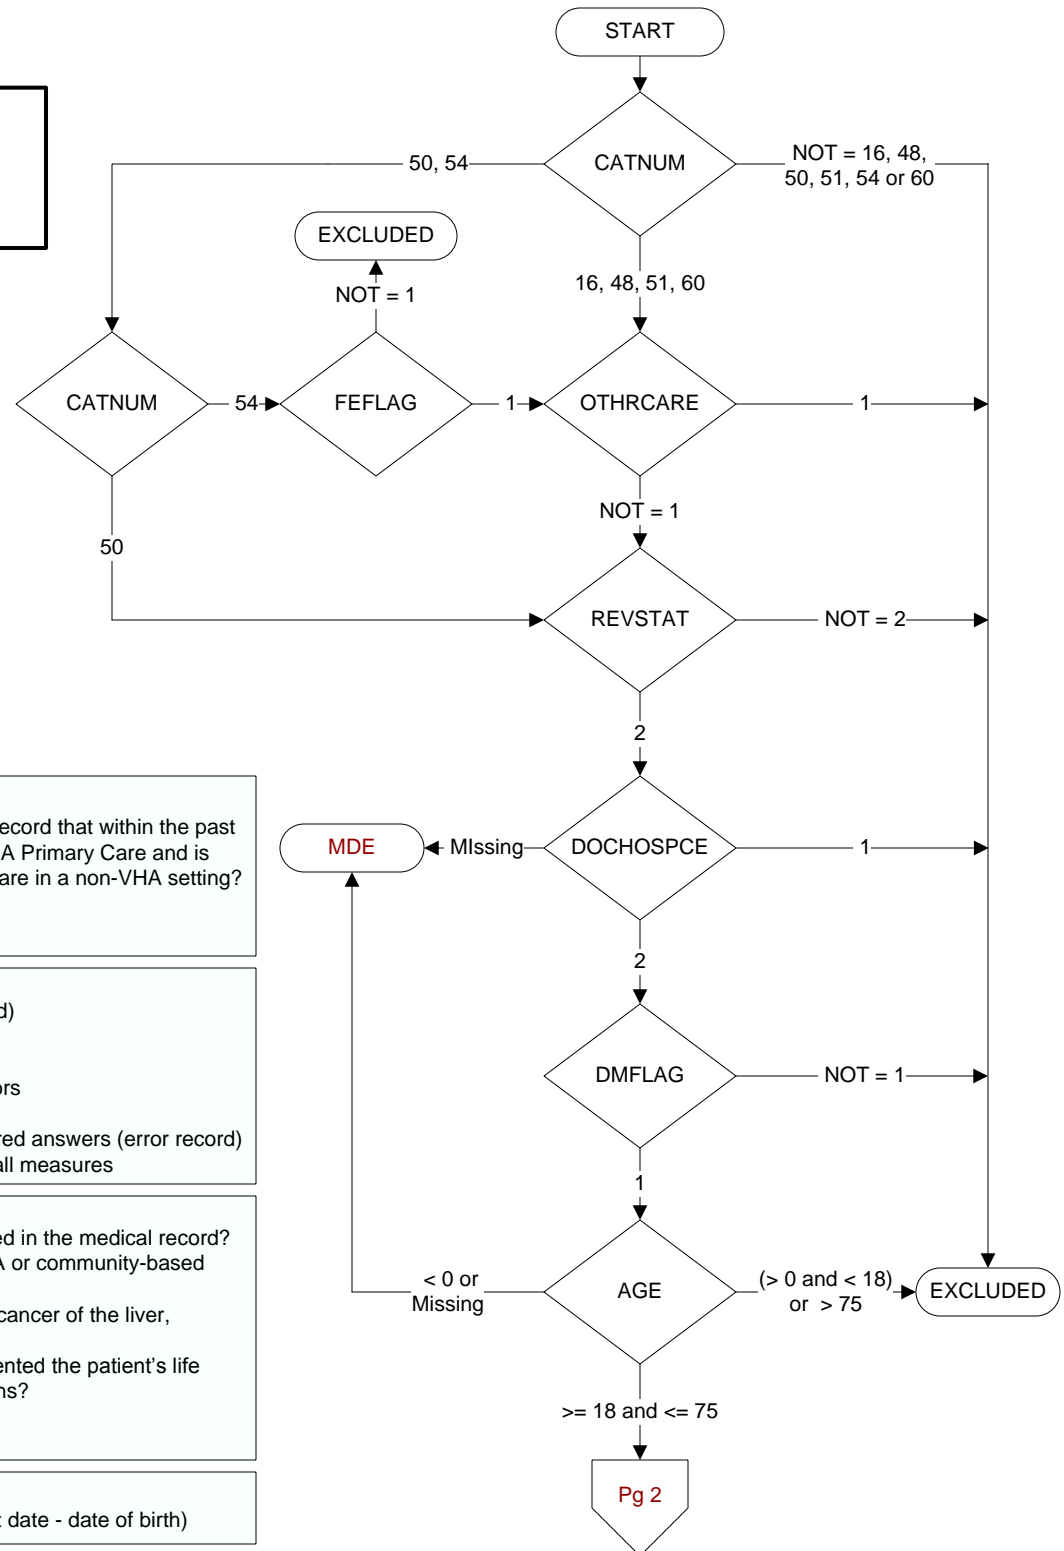 START
CATNUM
50, 54
NOT = 16, 48,
50, 51, 54 or 60
EXCLUDED
NOT = 1
16, 48, 51, 60
CATNUM
54
FEFLAG
1
OTHRCARE
1
NOT = 1
50
REVSTAT
NOT = 2
2
MDE
MIssing
DOCHOSPCE
1
2
DMFLAG
NOT = 1
1
< 0 or
Missing
AGE
(> 0 and < 18)
or > 75
EXCLUDED
>= 18 and <= 75
Pg 2
ecord that within the past
A Primary Care and is
are in a non-VHA setting?
d)
ors
red answers (error record)
all measures
ed in the medical record?
A or community-based
cancer of the liver,
ented the patient's life
ns?
t date - date of birth)